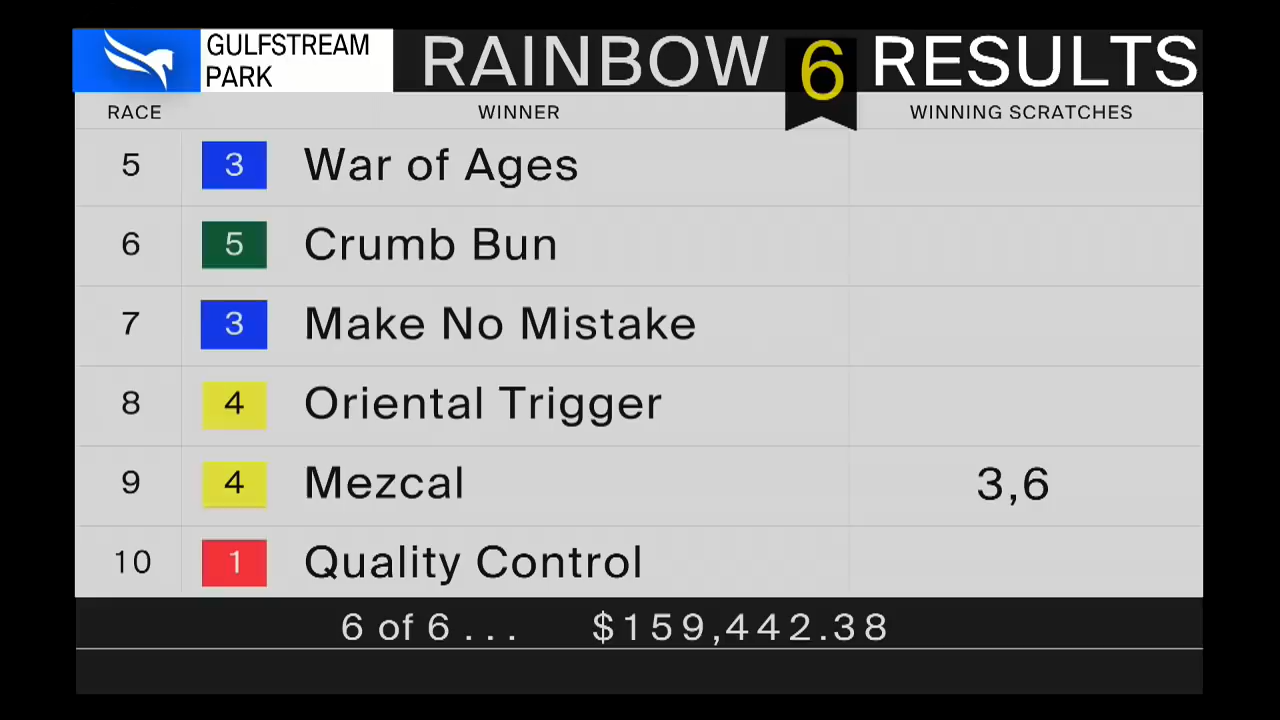 GULFSTREAM
PARK
RAINBOW 6 RESULTS
RACE WINNER WINNING SCRATCHES
5 3 War of Ages
6 5 Crumb Bun
7 3 Make No Mistake
8 4 Oriental Trigger
9 4 Mezcal 3,6
10 1 Quality Control
6 of 6 . . . $159,442.38